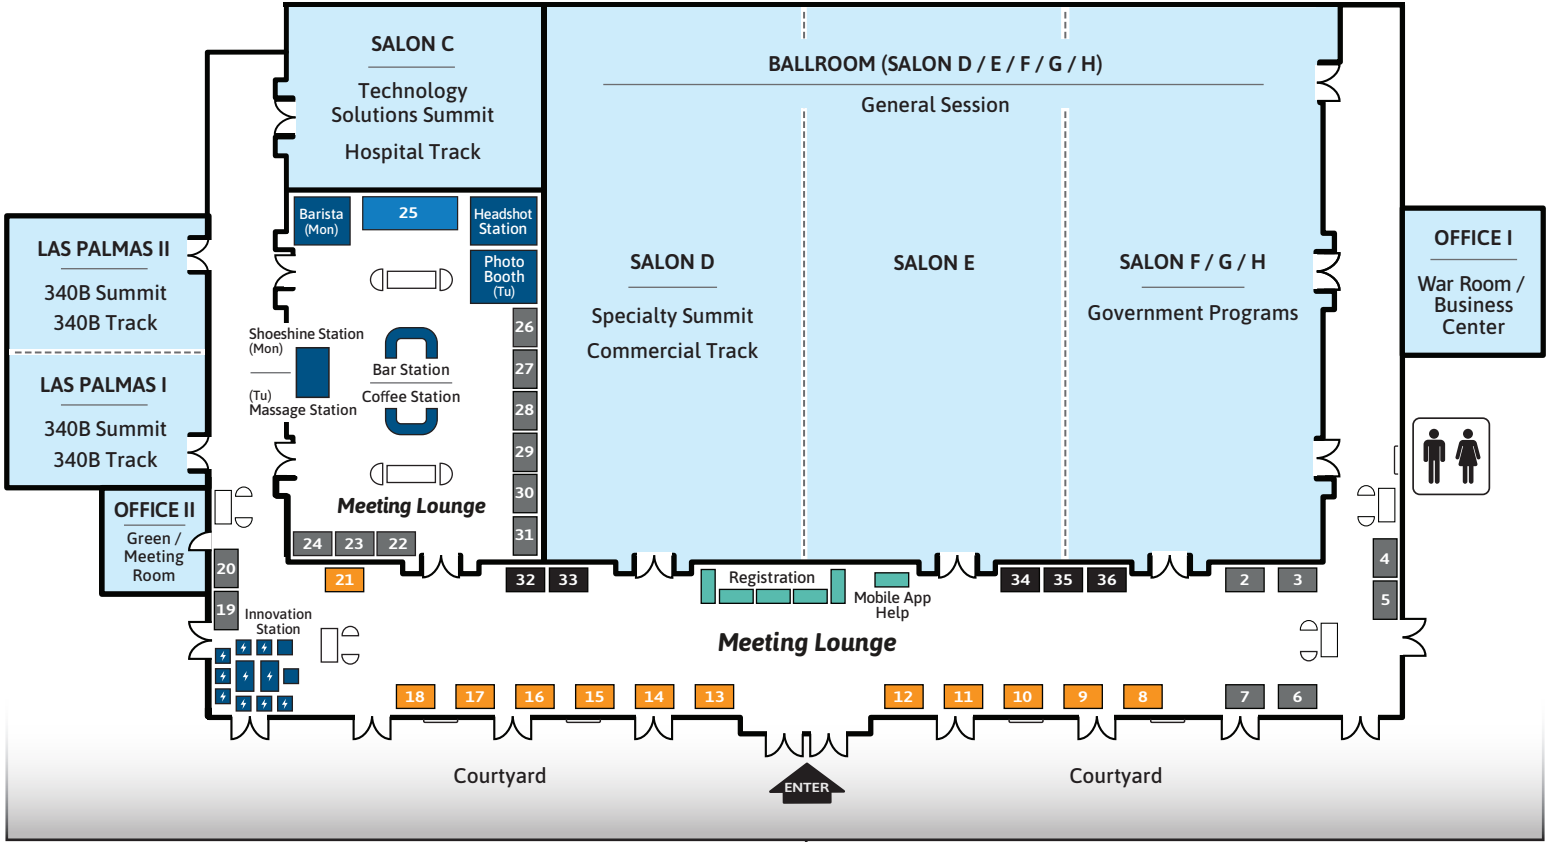 SALON C
Technology
Solutions Summit
Hospital Track
BALLROOM (SALON D / E / F / G / H)
General Session
Barista
(Mon)
25
Headshot
Station
Photo
Booth
(Tu)
LAS PALMAS II
340B Summit
340B Track
LAS PALMAS I
340B Summit
340B Track
OFFICE II
Green /
Meeting
Room
SALON D
Specialty Summit
Commercial Track
SALON E
SALON F / G / H
Government Programs
OFFICE I
War Room /
Business
Center
Shoeshine Station
(Mon)
(Tu)
Massage Station
Bar Station
Coffee Station
26
27
28
29
30
31
Meeting Lounge
24
23
22
21
32
33
Registration
Mobile App
Help
34
35
36
2
3
4
5
20
19
Innovation
Station
Meeting Lounge
18
17
16
15
14
13
12
11
10
9
8
7
6
Courtyard
ENTER
Courtyard